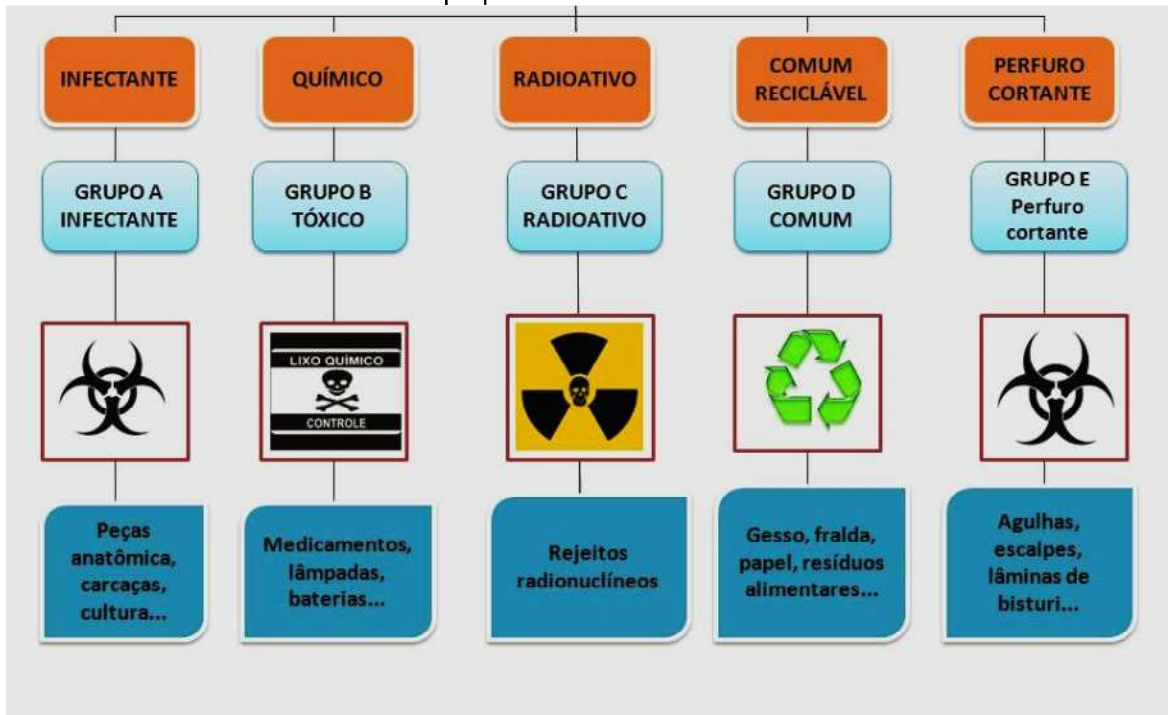 INFECTANTE
QUÍMICO
RADIOATIVO
COMUM
RECICLÁVEL
PERFURO
CORTANTE
GRUPO A
INFECTANTE
GRUPO B
TÓXICO
GRUPO C
RADIOATIVO
GRUPO D
COMUM
GRUPO E
Perfuro
cortante
LIXO QUÍMICO
CONTROLE
Peças
anatômica,
carcaças,
cultura...
Medicamentos,
lâmpadas,
baterias...
Rejeitos
radionuclíneos
Gesso, fralda,
papel, resíduos
alimentares...
Agulhas,
escalpes,
lâminas de
bisturi...